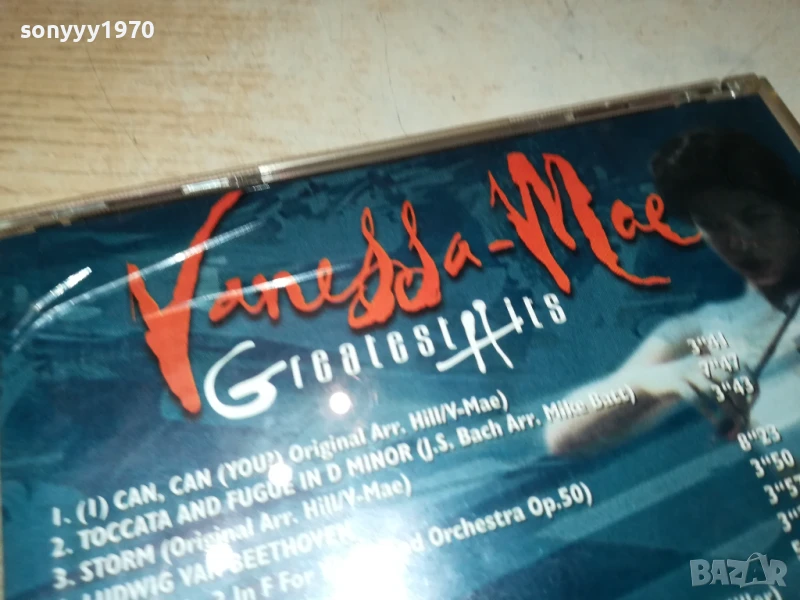 sonyyy1970
Vanessa-Mae
Greatest Hits
1. (I) CAN, CAN (YOU?) Original Arr. Hill/V-Mae) 3"41
2. TOCCATA AND FUGUE IN D MINOR (J.S. Bach Arr. Mike Batt) 7"47
3. STORM (Original Arr. Hill/V-Mae) 3"43
LUDWIG VAN BEETHOVEN
In F For Orchestra Op.50) 8"23
3"50
BAZAR